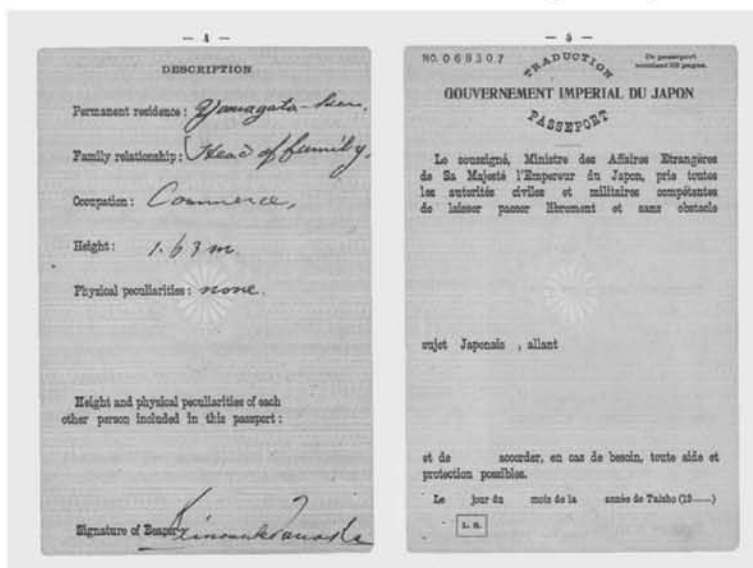 — 4 —
DESCRIPTION
Permanent residence: Yamagata-ken.
Family relationship: Head of family.
Occupation: Commerce,
Height: 1.63 m
Physical peculiarities: none.
Height and physical peculiarities of each
other person included in this passport:
Signature of Bearer
— 5 —
NO. 068307
TRADUCTION
Ce passeport
contient 32 pages.
GOUVERNEMENT IMPERIAL DU JAPON
PASSEPORT
Le soussigné, Ministre des Affaires Etrangères
de Sa Majesté l'Empereur du Japon, prie toutes
les autorités civiles et militaires compétentes
de laisser passer librement et sans obstacle
sujet Japonais , allant
et de accorder, en cas de besoin, toute aide et
protection possibles.
Le jour du mois de la année de Taisho (19——)
L. S.